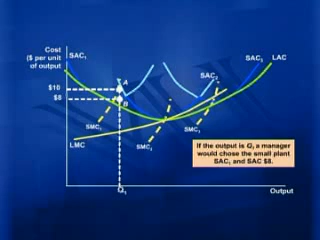 Cost
($ per unit
of output
SAC1
SAC3
LAC
SAC2
$10
A
$8
B
SMC1
SMC3
LMC
SMC2
If the output is Q1 a manager
would chose the small plant
SAC1 and SAC $8.
Q1
Output